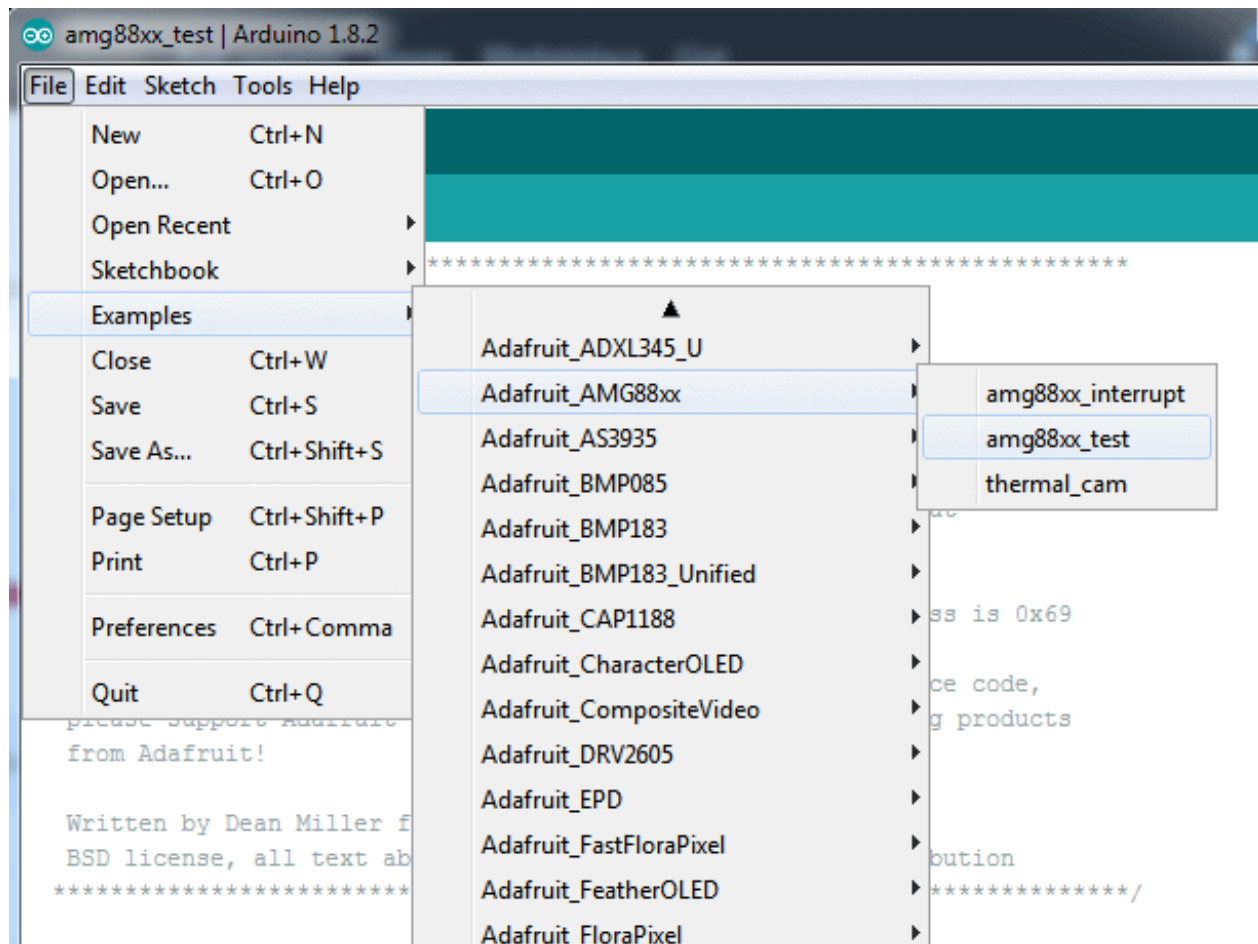 amg88xx_test | Arduino 1.8.2
File Edit Sketch Tools Help
New Ctrl+N
Open... Ctrl+O
Open Recent
Sketchbook
Examples
Close Ctrl+W
Save Ctrl+S
Save As... Ctrl+Shift+S
Page Setup Ctrl+Shift+P
Print Ctrl+P
Preferences Ctrl+Comma
Quit Ctrl+Q
Adafruit_ADXL345_U
Adafruit_AMG88xx
Adafruit_AS3935
Adafruit_BMP085
Adafruit_BMP183
Adafruit_BMP183_Unified
Adafruit_CAP1188
Adafruit_CharacterOLED
Adafruit_CompositeVideo
Adafruit_DRV2605
Adafruit_EPD
Adafruit_FastFloraPixel
Adafruit_FeatherOLED
Adafruit_FloraPixel
amg88xx_interrupt
amg88xx_test
thermal_cam
*************************************************
ss is 0x69
ce code,
please support Adafruit g products
from Adafruit!
Written by Dean Miller f
BSD license, all text ab bution
************************* ****************/